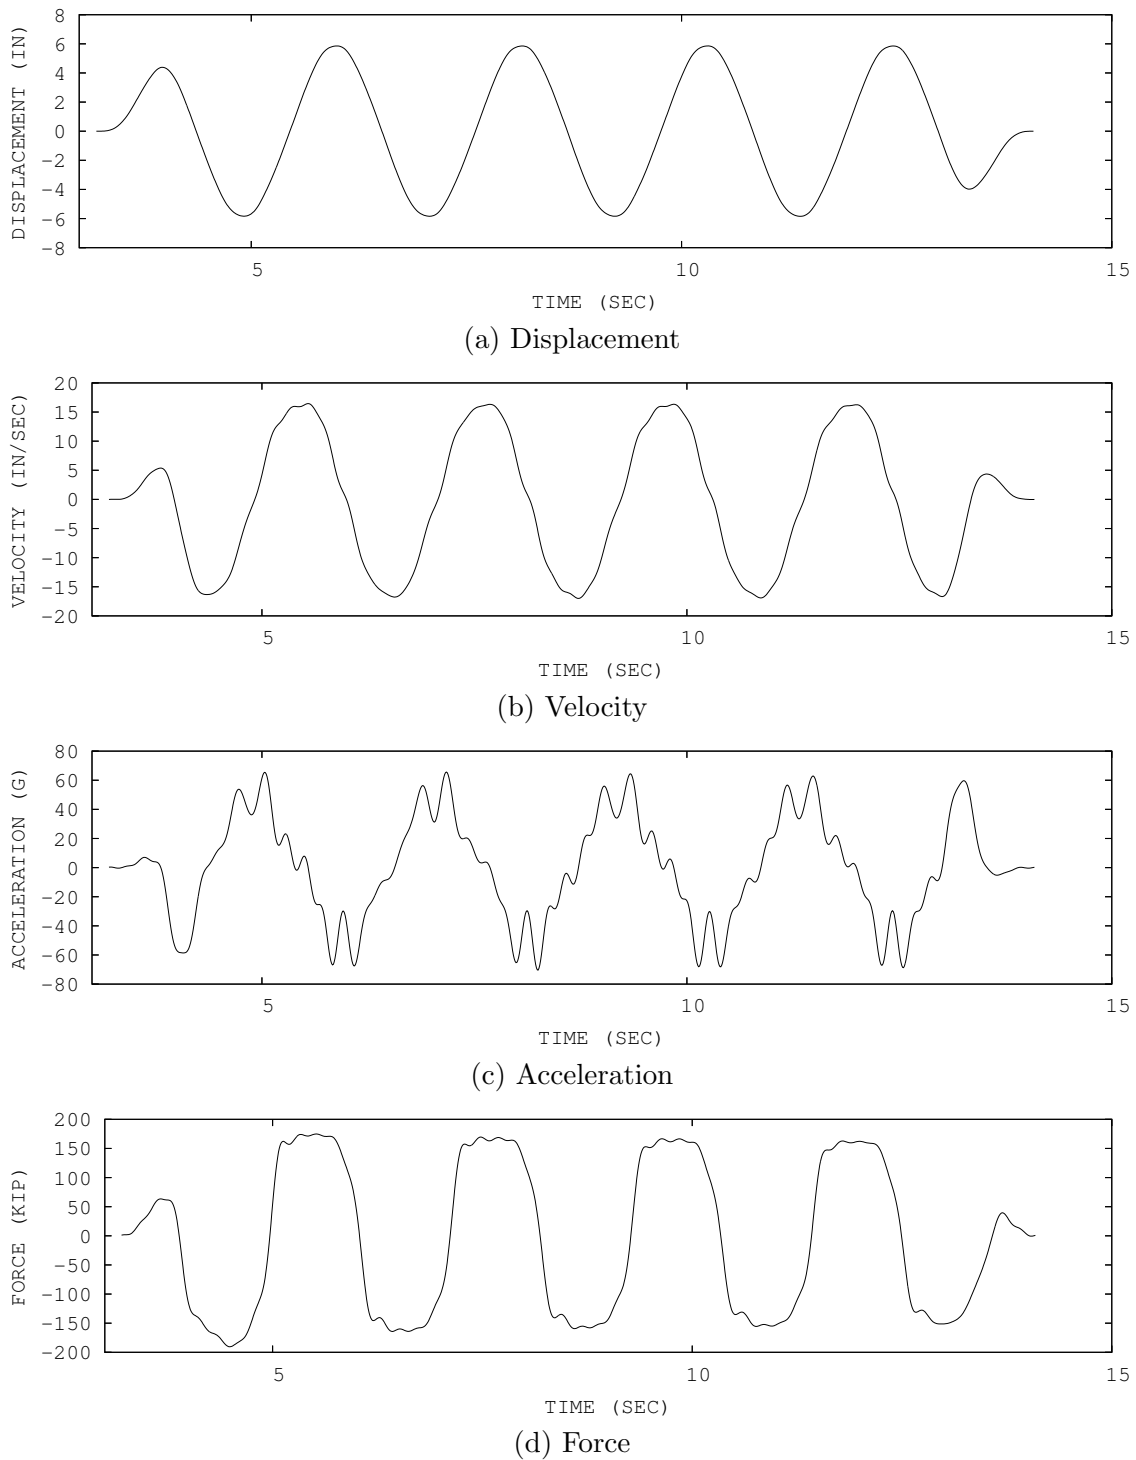 DISPLACEMENT (IN)
8
6
4
2
0
-2
-4
-6
-8
5 10 15
TIME (SEC)
(a) Displacement
VELOCITY (IN/SEC)
20
15
10
5
0
-5
-10
-15
-20
5 10 15
TIME (SEC)
(b) Velocity
ACCELERATION (G)
80
60
40
20
0
-20
-40
-60
-80
5 10 15
TIME (SEC)
(c) Acceleration
FORCE (KIP)
200
150
100
50
0
-50
-100
-150
-200
5 10 15
TIME (SEC)
(d) Force